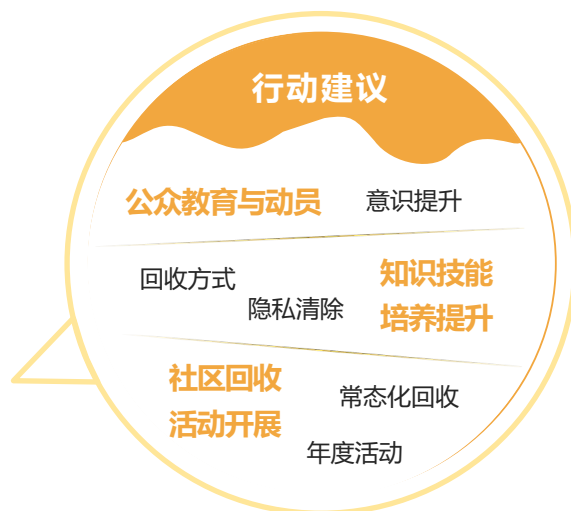 行动建议
公众教育与动员
意识提升
回收方式
隐私清除
知识技能
培养提升
社区回收
活动开展
常态化回收
年度活动